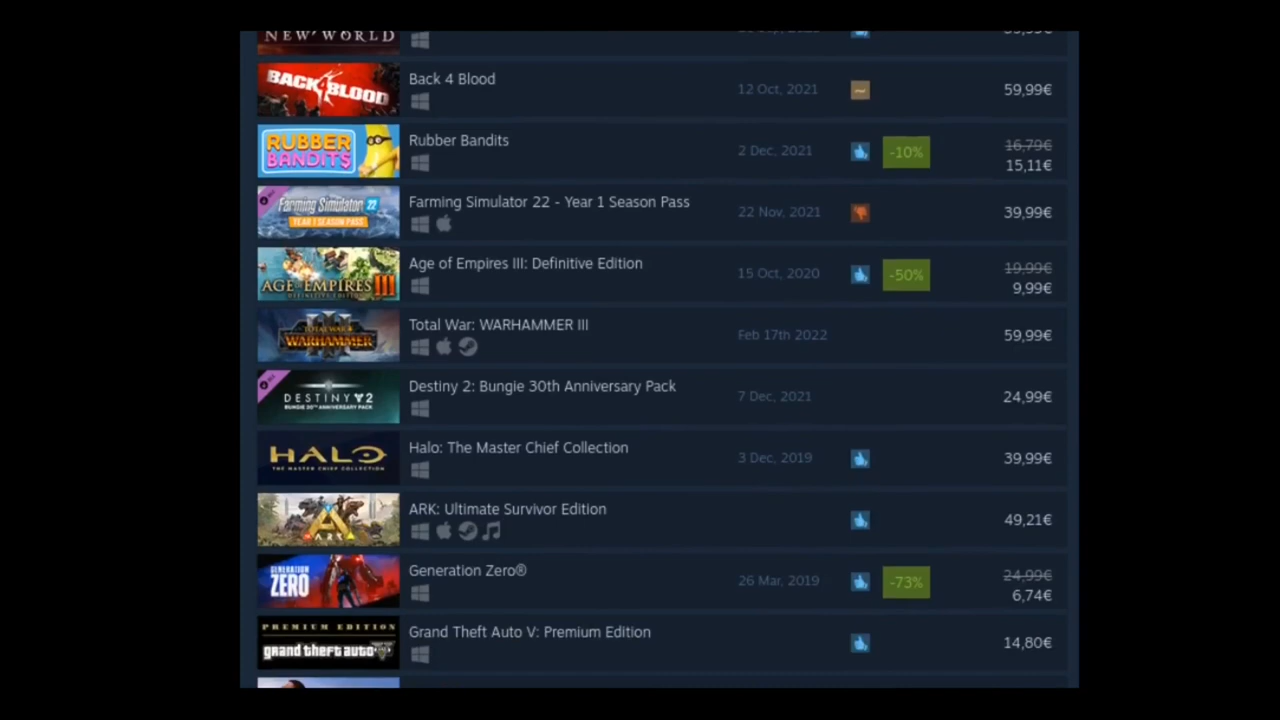 NEW WORLD
BACK 4 BLOOD
Back 4 Blood
12 Oct, 2021
59,99€
RUBBER
BANDITS
Rubber Bandits
2 Dec, 2021
-10%
16,79€
15,11€
Farming Simulator 22
YEAR 1 SEASON PASS
Farming Simulator 22 - Year 1 Season Pass
22 Nov, 2021
39,99€
AGE OF EMPIRES III
DEFINITIVE EDITION
Age of Empires III: Definitive Edition
15 Oct, 2020
-50%
19,99€
9,99€
TOTAL WAR
WARHAMMER
III
Total War: WARHAMMER III
Feb 17th 2022
59,99€
DESTINY 2
BUNGIE 30TH ANNIVERSARY PACK
Destiny 2: Bungie 30th Anniversary Pack
7 Dec, 2021
24,99€
HALO
THE MASTER CHIEF COLLECTION
Halo: The Master Chief Collection
3 Dec, 2019
39,99€
ARK
ARK: Ultimate Survivor Edition
49,21€
GENERATION
ZERO
Generation Zero®
26 Mar, 2019
-73%
24,99€
6,74€
PREMIUM EDITION
grand theft auto V
Grand Theft Auto V: Premium Edition
14,80€